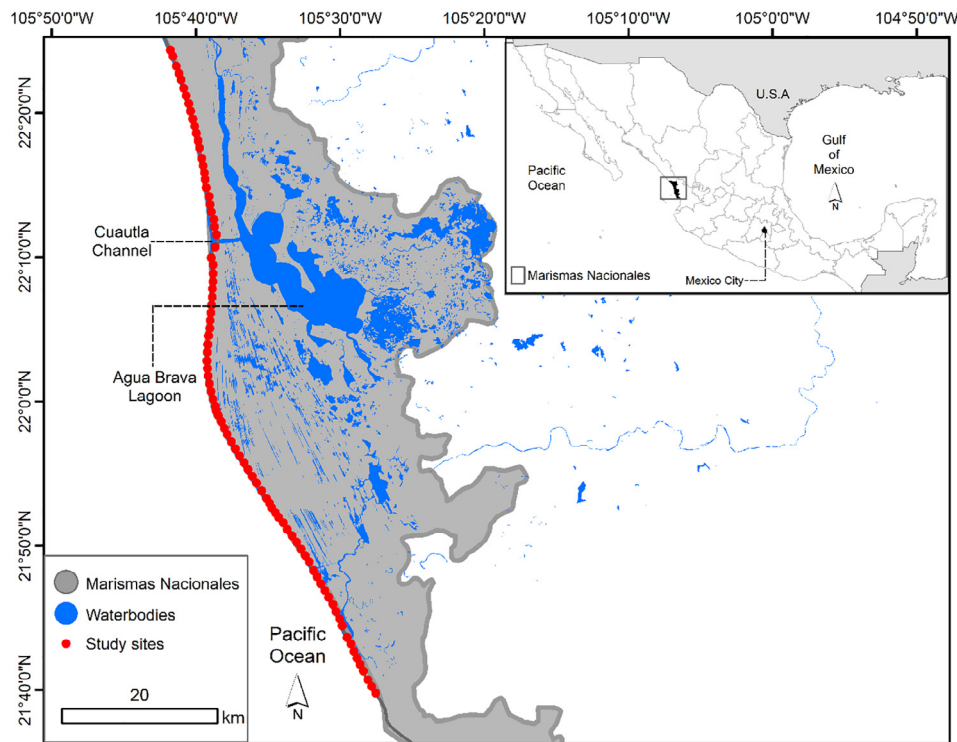 105°50'0"W
105°40'0"W
105°30'0"W
105°20'0"W
105°10'0"W
105°0'0"W
104°50'0"W
22°20'0"N
22°10'0"N
22°0'0"N
21°50'0"N
21°40'0"N
U.S.A
Gulf
of
Mexico
N
Pacific
Ocean
Marismas Nacionales
Mexico City
Cuautla
Channel
Agua Brava
Lagoon
Marismas Nacionales
Waterbodies
Study sites
20
km
Pacific
Ocean
N